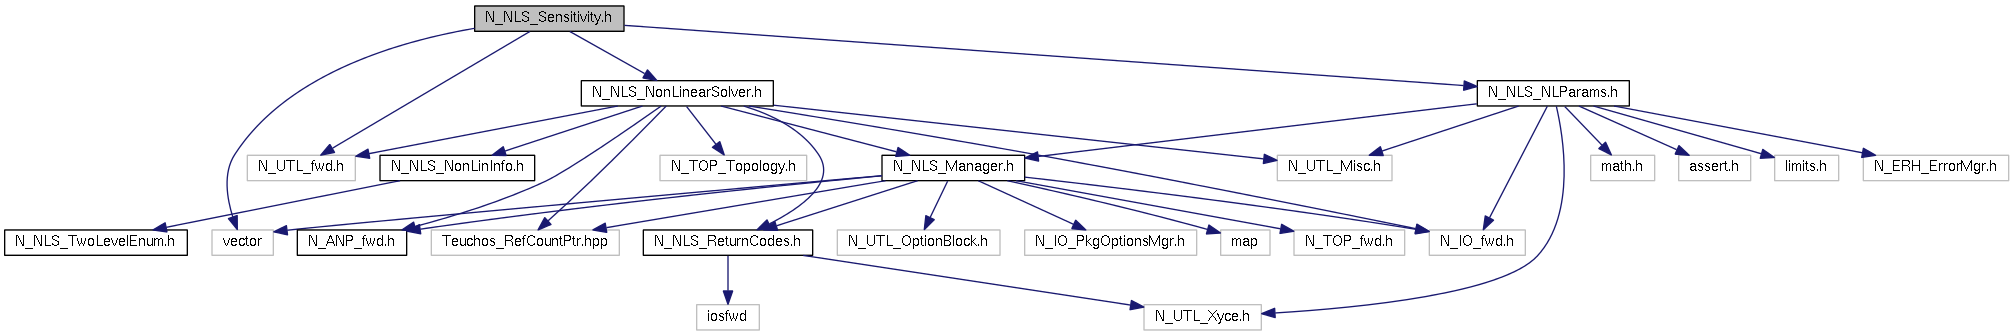 N_NLS_Sensitivity.h
N_NLS_NonLinearSolver.h
N_NLS_NLParams.h
N_UTL_fwd.h
N_NLS_NonLinInfo.h
N_TOP_Topology.h
N_NLS_Manager.h
N_UTL_Misc.h
math.h
assert.h
limits.h
N_ERH_ErrorMgr.h
N_NLS_TwoLevelEnum.h
vector
N_ANP_fwd.h
Teuchos_RefCountPtr.hpp
N_NLS_ReturnCodes.h
N_UTL_OptionBlock.h
N_IO_PkgOptionsMgr.h
map
N_TOP_fwd.h
N_IO_fwd.h
iosfwd
N_UTL_Xyce.h